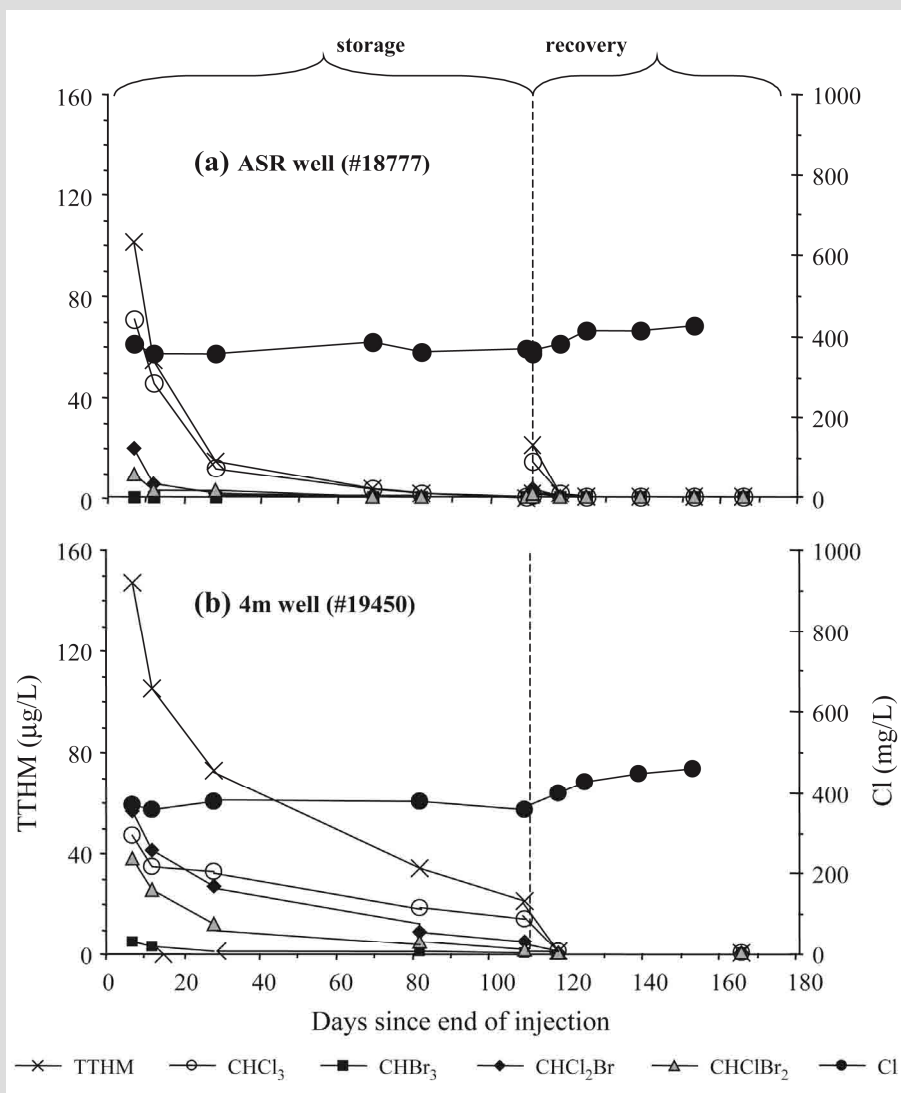 storage recovery
160 1000
(a) ASR well (#18777)
120 800
600
80
400
40
200
0 0
160 1000
(b) 4m well (#19450)
800
120
600
80
400
40
200
0 0
TTHM (μg/L)
Cl (mg/L)
0 20 40 60 80 100 120 140 160 180
Days since end of injection
TTHM CHCl₃ CHBr₃ CHCl₂Br CHClBr₂ Cl